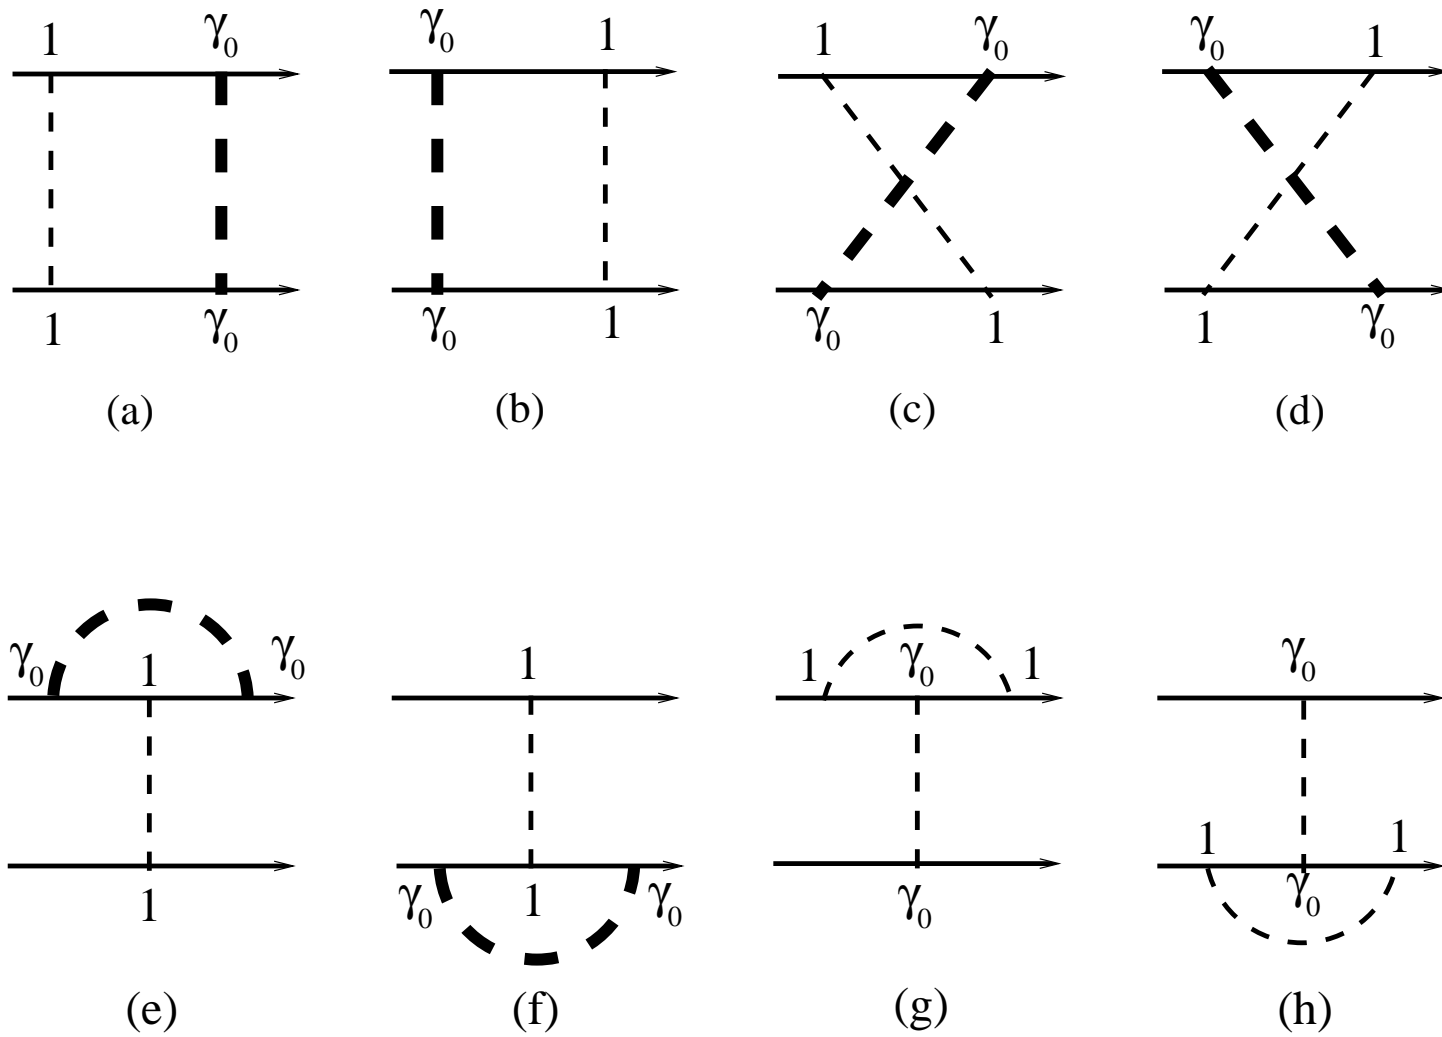 1 γ₀ γ₀ 1 1 γ₀ γ₀ 1
1 γ₀ γ₀ 1 γ₀ 1 1 γ₀
(a) (b) (c) (d)
γ₀ 1 γ₀ 1 1 γ₀ 1 γ₀
1 γ₀ 1 γ₀ γ₀ 1 γ₀ 1
(e) (f) (g) (h)